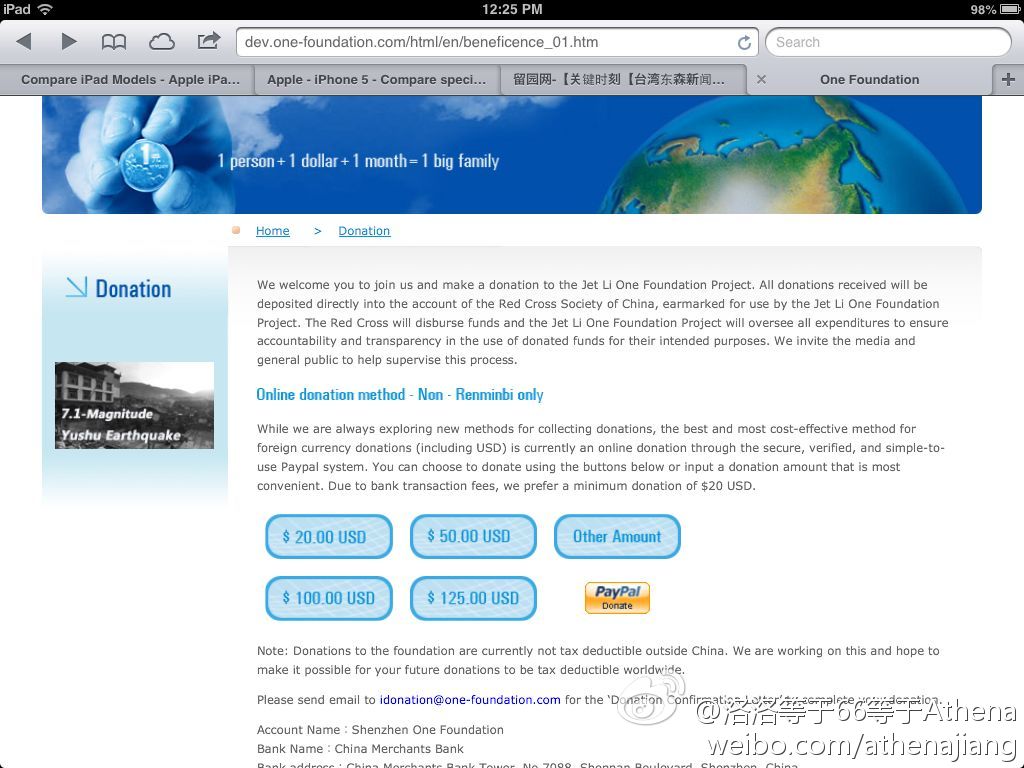 iPad
12:25 PM
98%
dev.one-foundation.com/html/en/beneficence_01.htm
Search
Compare iPad Models - Apple iPa...
Apple - iPhone 5 - Compare speci...
留园网-【关键时刻【台湾东森新闻...
One Foundation
1元
1 person + 1 dollar + 1 month = 1 big family
Home > Donation
Donation
7.1-Magnitude
Yushu Earthquake
We welcome you to join us and make a donation to the Jet Li One Foundation Project. All donations received will be
deposited directly into the account of the Red Cross Society of China, earmarked for use by the Jet Li One Foundation
Project. The Red Cross will disburse funds and the Jet Li One Foundation Project will oversee all expenditures to ensure
accountability and transparency in the use of donated funds for their intended purposes. We invite the media and
general public to help supervise this process.
Online donation method - Non - Renminbi only
While we are always exploring new methods for collecting donations, the best and most cost-effective method for
foreign currency donations (including USD) is currently an online donation through the secure, verified, and simple-to-
use Paypal system. You can choose to donate using the buttons below or input a donation amount that is most
convenient. Due to bank transaction fees, we prefer a minimum donation of $20 USD.
$ 20.00 USD
$ 50.00 USD
Other Amount
$ 100.00 USD
$ 125.00 USD
PayPal
Donate
Note: Donations to the foundation are currently not tax deductible outside China. We are working on this and hope to
make it possible for your future donations to be tax deductible worldwide.
Please send email to idonation@one-foundation.com for the 'Donation Confirmation Letter' to complete your donation.
Account Name：Shenzhen One Foundation
Bank Name：China Merchants Bank
Bank address：China Merchants Bank Tower, No.7088, Shennan Boulevard, Shenzhen, China
@洛洛等于66等于Athena
weibo.com/athenajiang